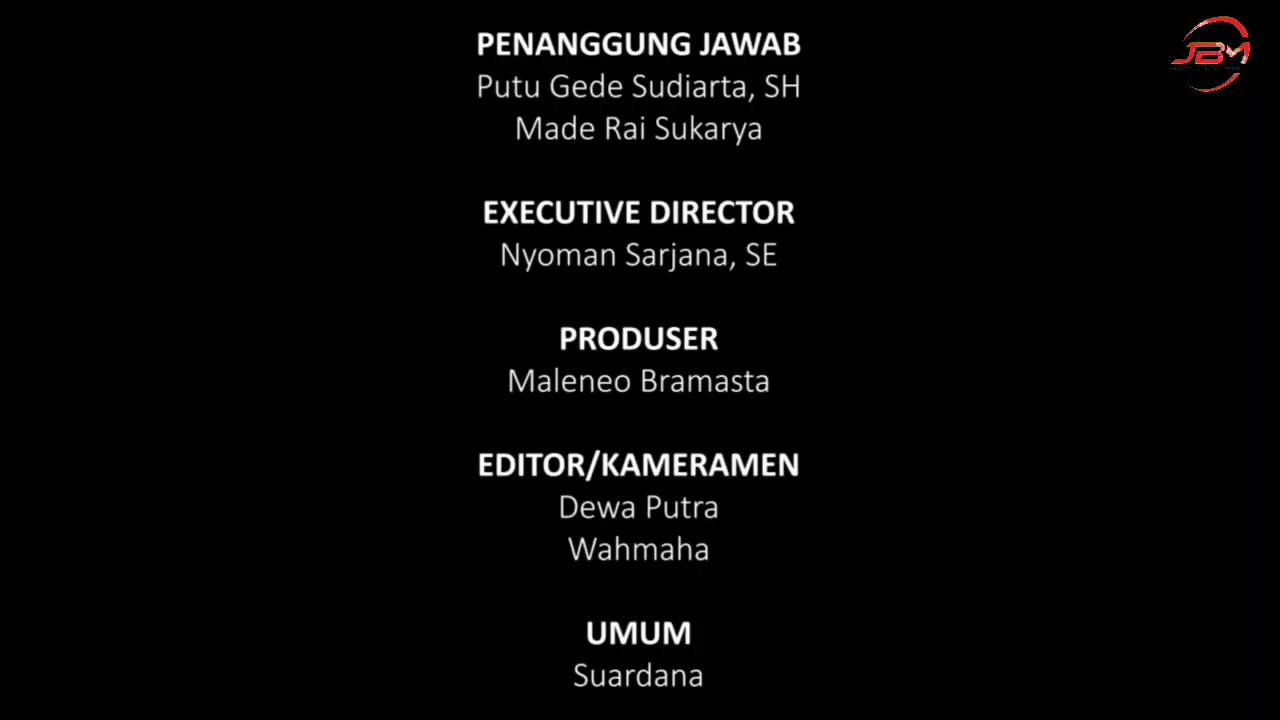 PENANGGUNG JAWAB
Putu Gede Sudiarta, SH
Made Rai Sukarya
EXECUTIVE DIRECTOR
Nyoman Sarjana, SE
PRODUSER
Maleneo Bramasta
EDITOR/KAMERAMEN
Dewa Putra
Wahmaha
UMUM
Suardana
JBM